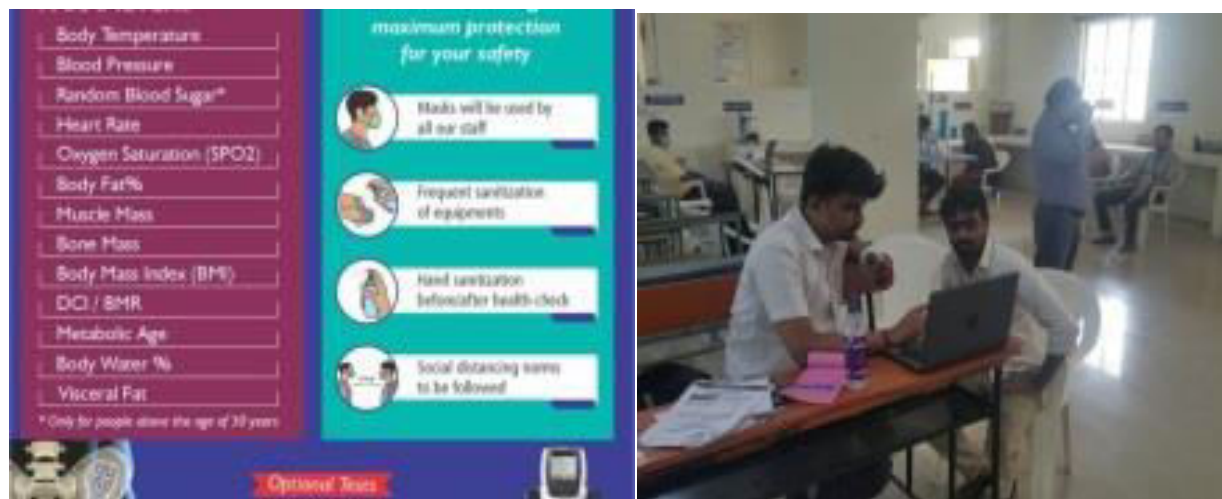 Body Temperature
Blood Pressure
Random Blood Sugar*
Heart Rate
Oxygen Saturation (SPO2)
Body Fat%
Muscle Mass
Bone Mass
Body Mass Index (BMI)
DCI / BMR
Metabolic Age
Body Water %
Visceral Fat
* Only for people above the age of 30 years
maximum protection
for your safety
Masks will be used by
all our staff
Frequent sanitization
of equipments
Hand sanitization
before/after health check
Social distancing norms
to be followed
Optional Tests